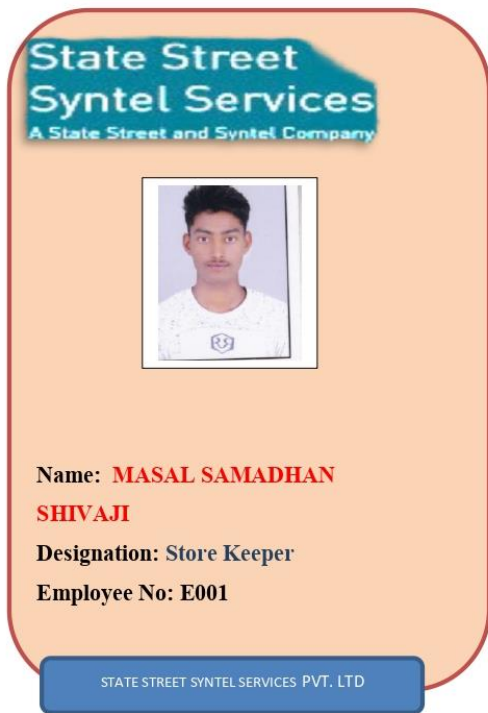 State Street
Syntel Services
A State Street and Syntel Company
Name: MASAL SAMADHAN
SHIVAJI
Designation: Store Keeper
Employee No: E001
STATE STREET SYNTEL SERVICES PVT. LTD